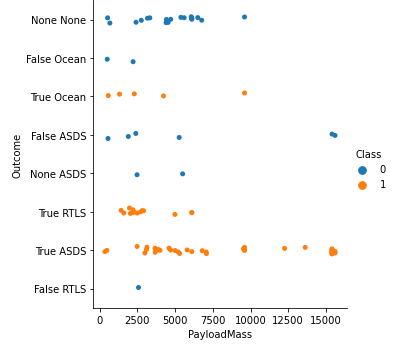 None None
False Ocean
True Ocean
False ASDS
None ASDS
True RTLS
True ASDS
False RTLS
Outcome
0 2500 5000 7500 10000 12500 15000
PayloadMass
Class
0
1